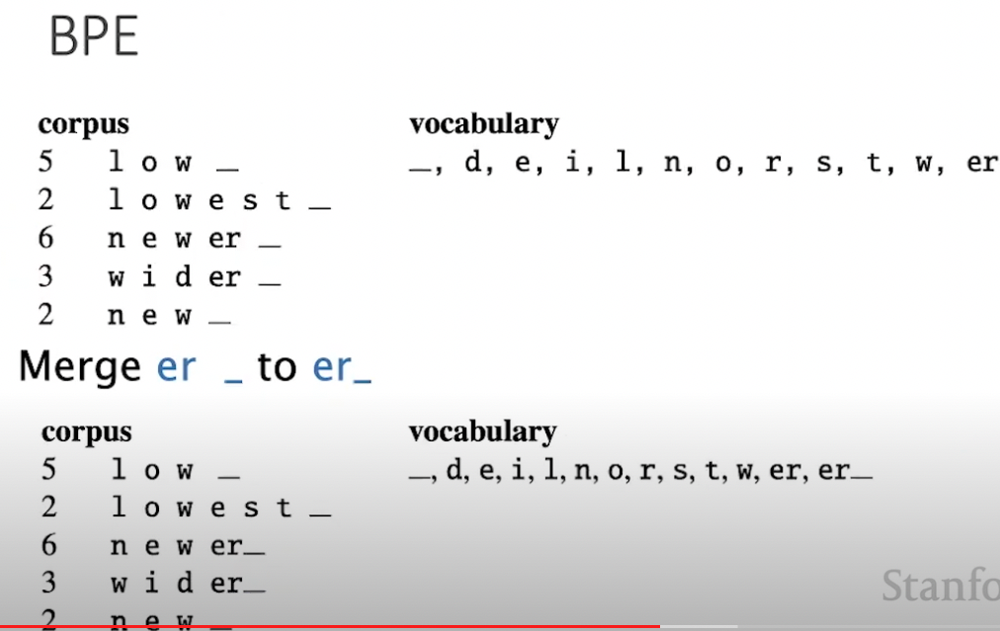 BPE
corpus vocabulary
5 l o w _ _, d, e, i, l, n, o, r, s, t, w, er
2 l o w e s t _
6 n e w er _
3 w i d er _
2 n e w _
Merge er _ to er_
corpus vocabulary
5 l o w _ _, d, e, i, l, n, o, r, s, t, w, er, er_
2 l o w e s t _
6 n e w er_
3 w i d er_
2 n e w _
Stanfo